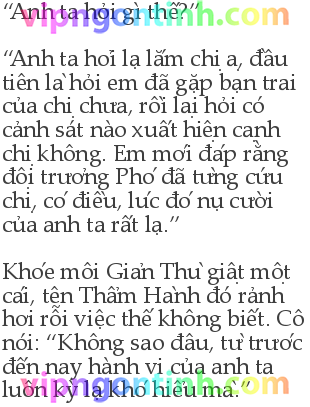 “Anh ta hỏi gì thế?”
vipngontinh.com
“Anh ta hỏi lạ lắm chị ạ, đầu
tiên là hỏi em đã gặp bạn trai
của chị chưa, rồi lại hỏi có
cảnh sát nào xuất hiện cạnh
chị không. Em mới đáp rằng
đội trưởng Phó đã từng cứu
chị, có điều, lúc đó nụ cười
của anh ta rất lạ.”
Khóe môi Giản Thư giật một
cái, tên Thẩm Hành đó rảnh
hơi rỗi việc thế không biết. Cô
nói: “Không sao đâu, từ trước
đến nay hành vi của anh ta
luôn kỳ lạ khó hiểu mà.”
vipngontinh.com